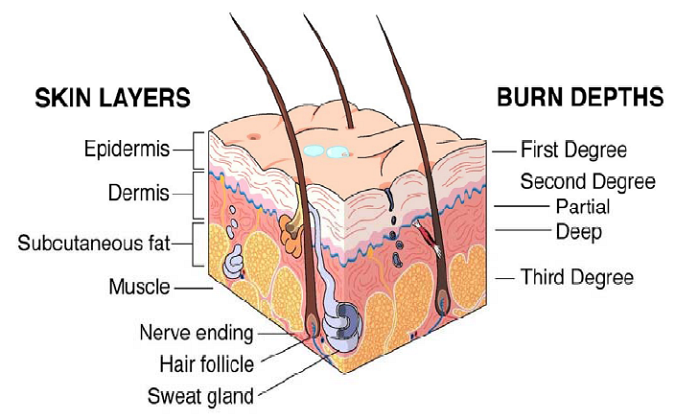 SKIN LAYERS
Epidermis
Dermis
Subcutaneous fat
Muscle
Nerve ending
Hair follicle
Sweat gland
BURN DEPTHS
First Degree
Second Degree
Partial
Deep
Third Degree